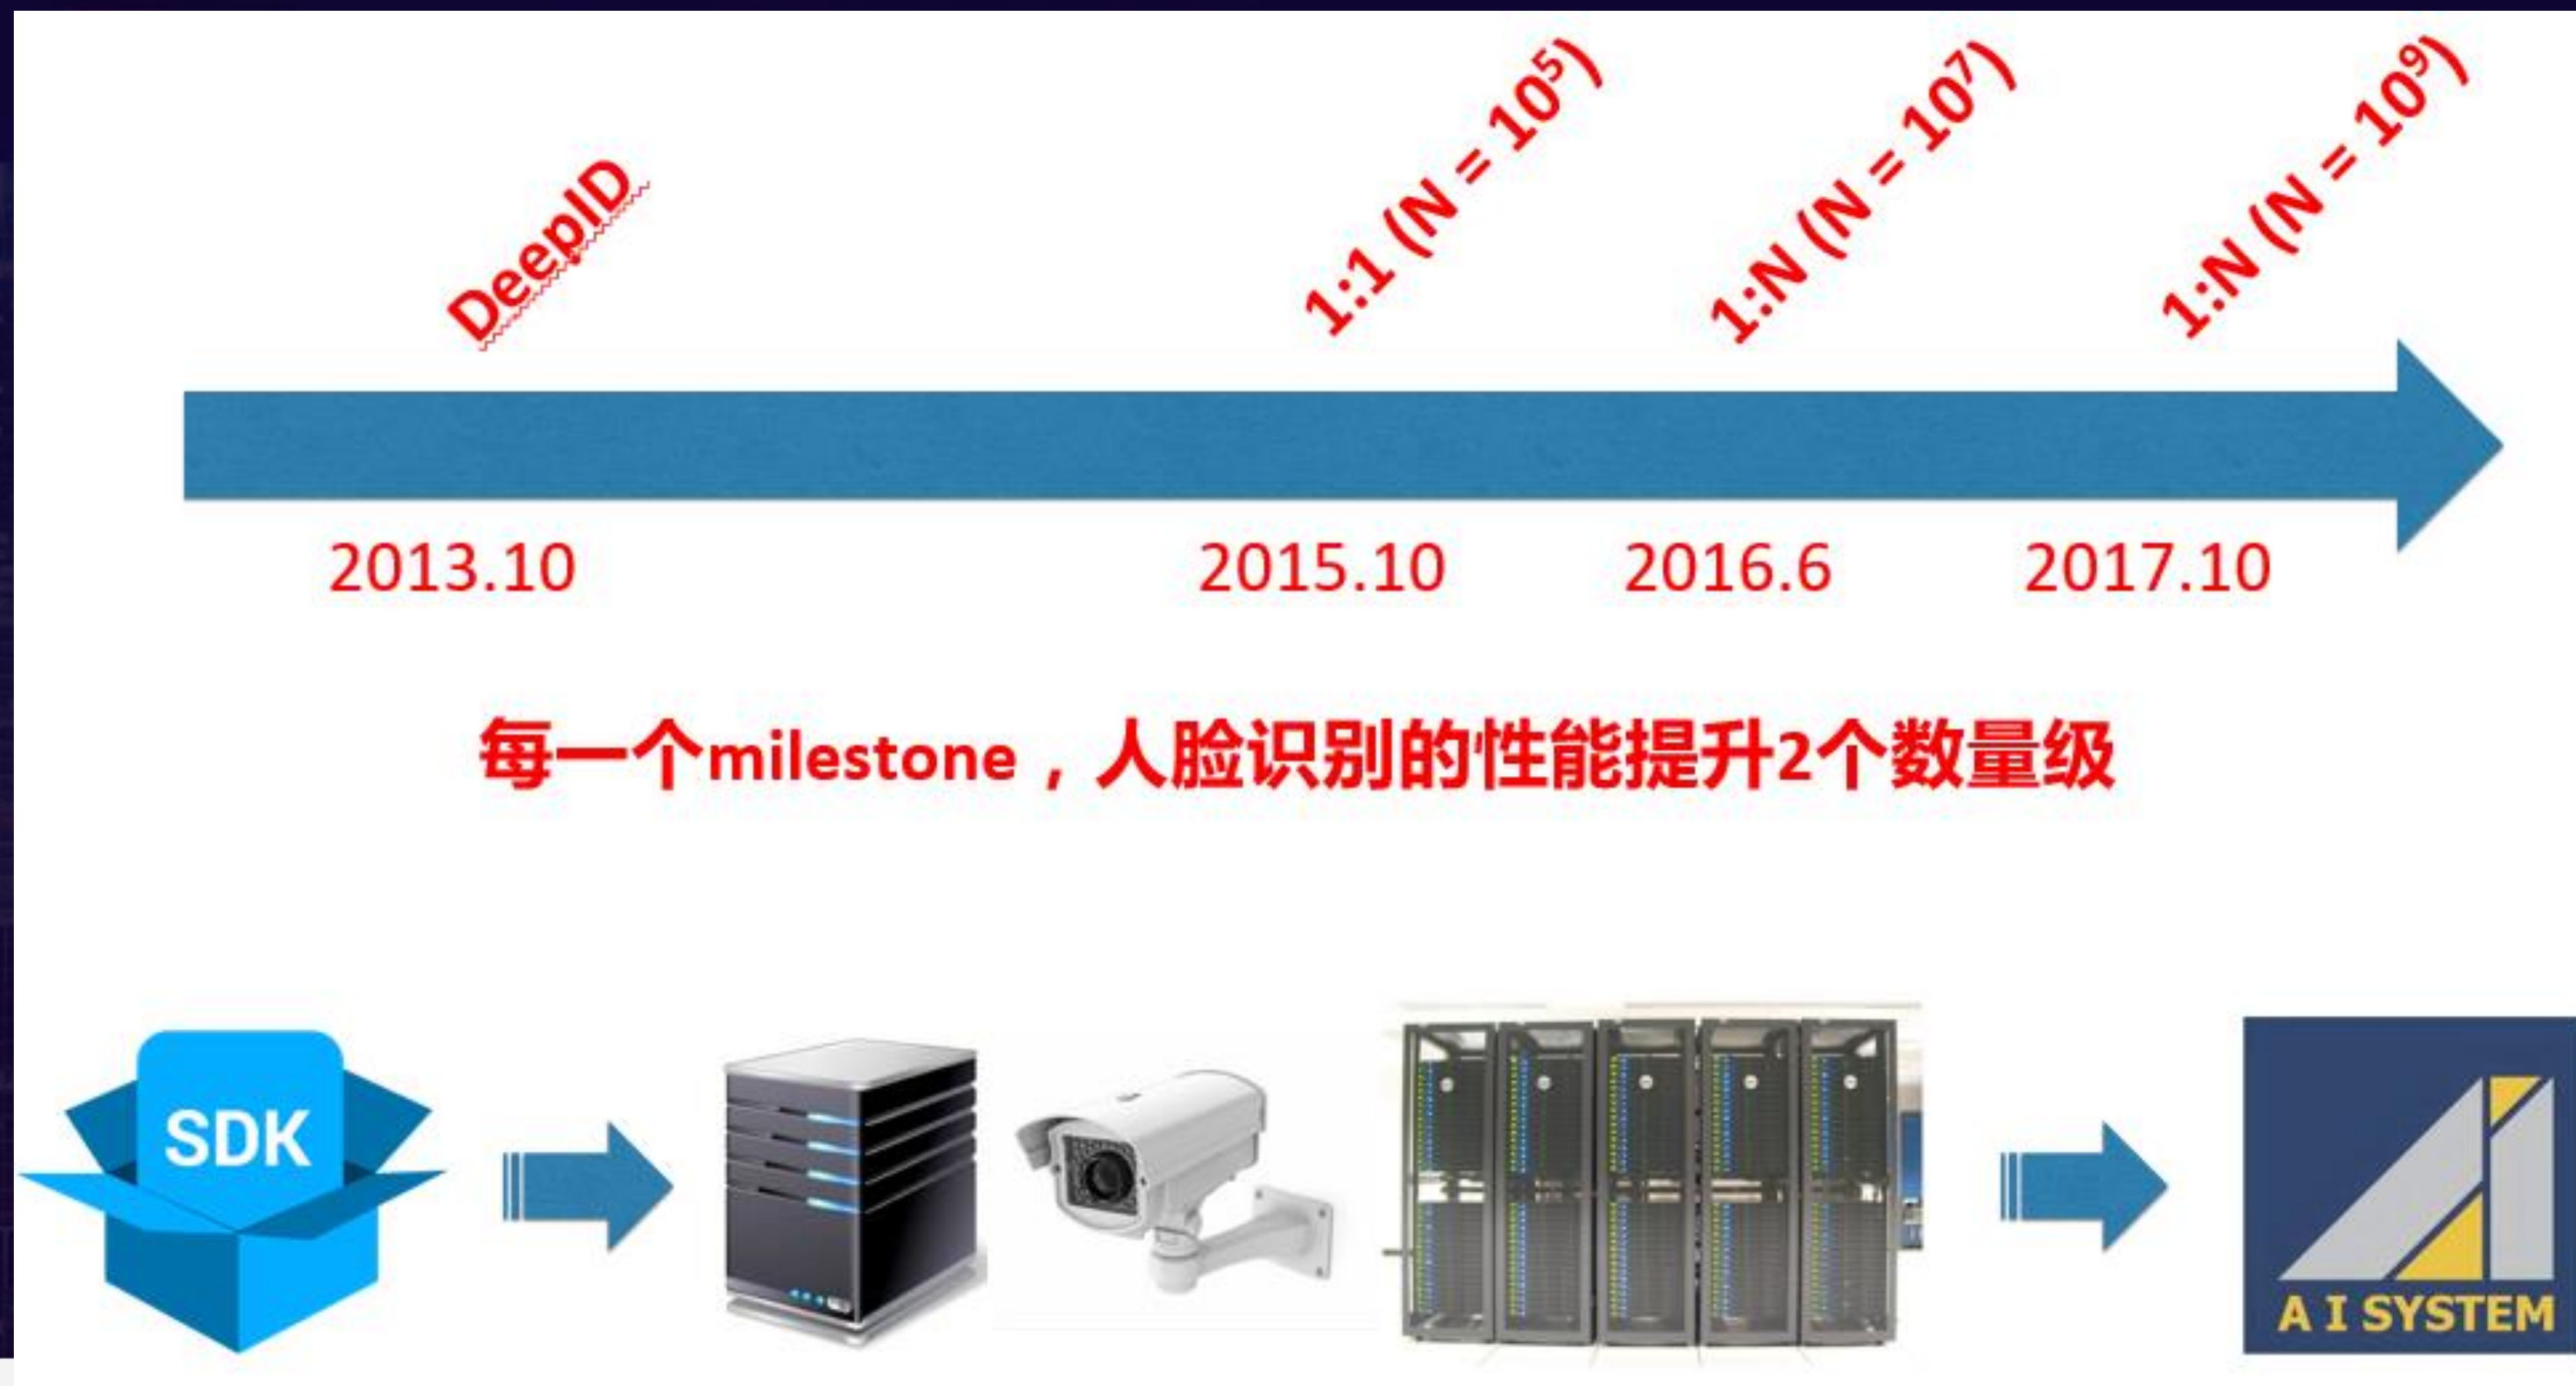 DeepID
1:1 (N = 10⁵)
1:N (N = 10⁷)
1:N (N = 10⁹)
2013.10
2015.10
2016.6
2017.10
每一个milestone，人脸识别的性能提升2个数量级
SDK
AI
A I SYSTEM